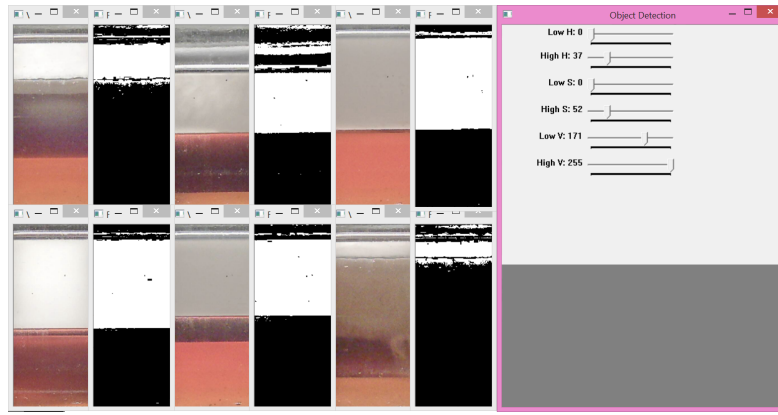 Object Detection
Low H: 0
High H: 37
Low S: 0
High S: 52
Low V: 171
High V: 255